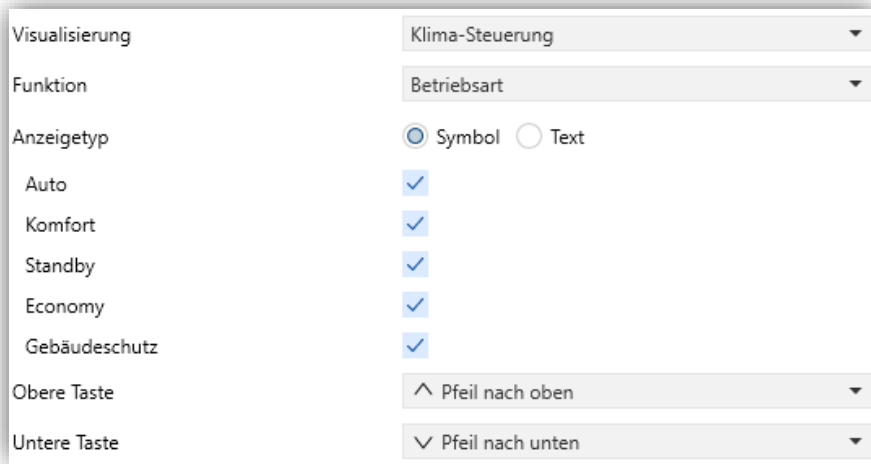 Visualisierung Klima-Steuerung
Funktion Betriebsart
Anzeigetyp Symbol Text
Auto
Komfort
Standby
Economy
Gebäudeschutz
Obere Taste Pfeil nach oben
Untere Taste Pfeil nach unten